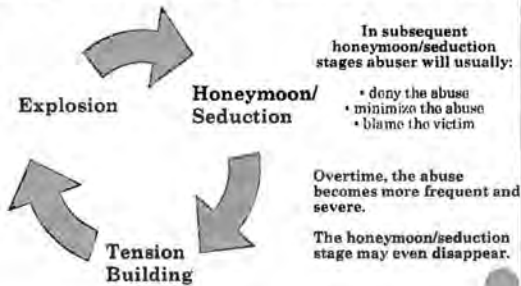 Explosion
Honeymoon/
Seduction
Tension
Building
In subsequent
honeymoon/seduction
stages abuser will usually:
• deny the abuse
• minimize the abuse
• blame the victim
Overtime, the abuse
becomes more frequent and
severe.
The honeymoon/seduction
stage may even disappear.